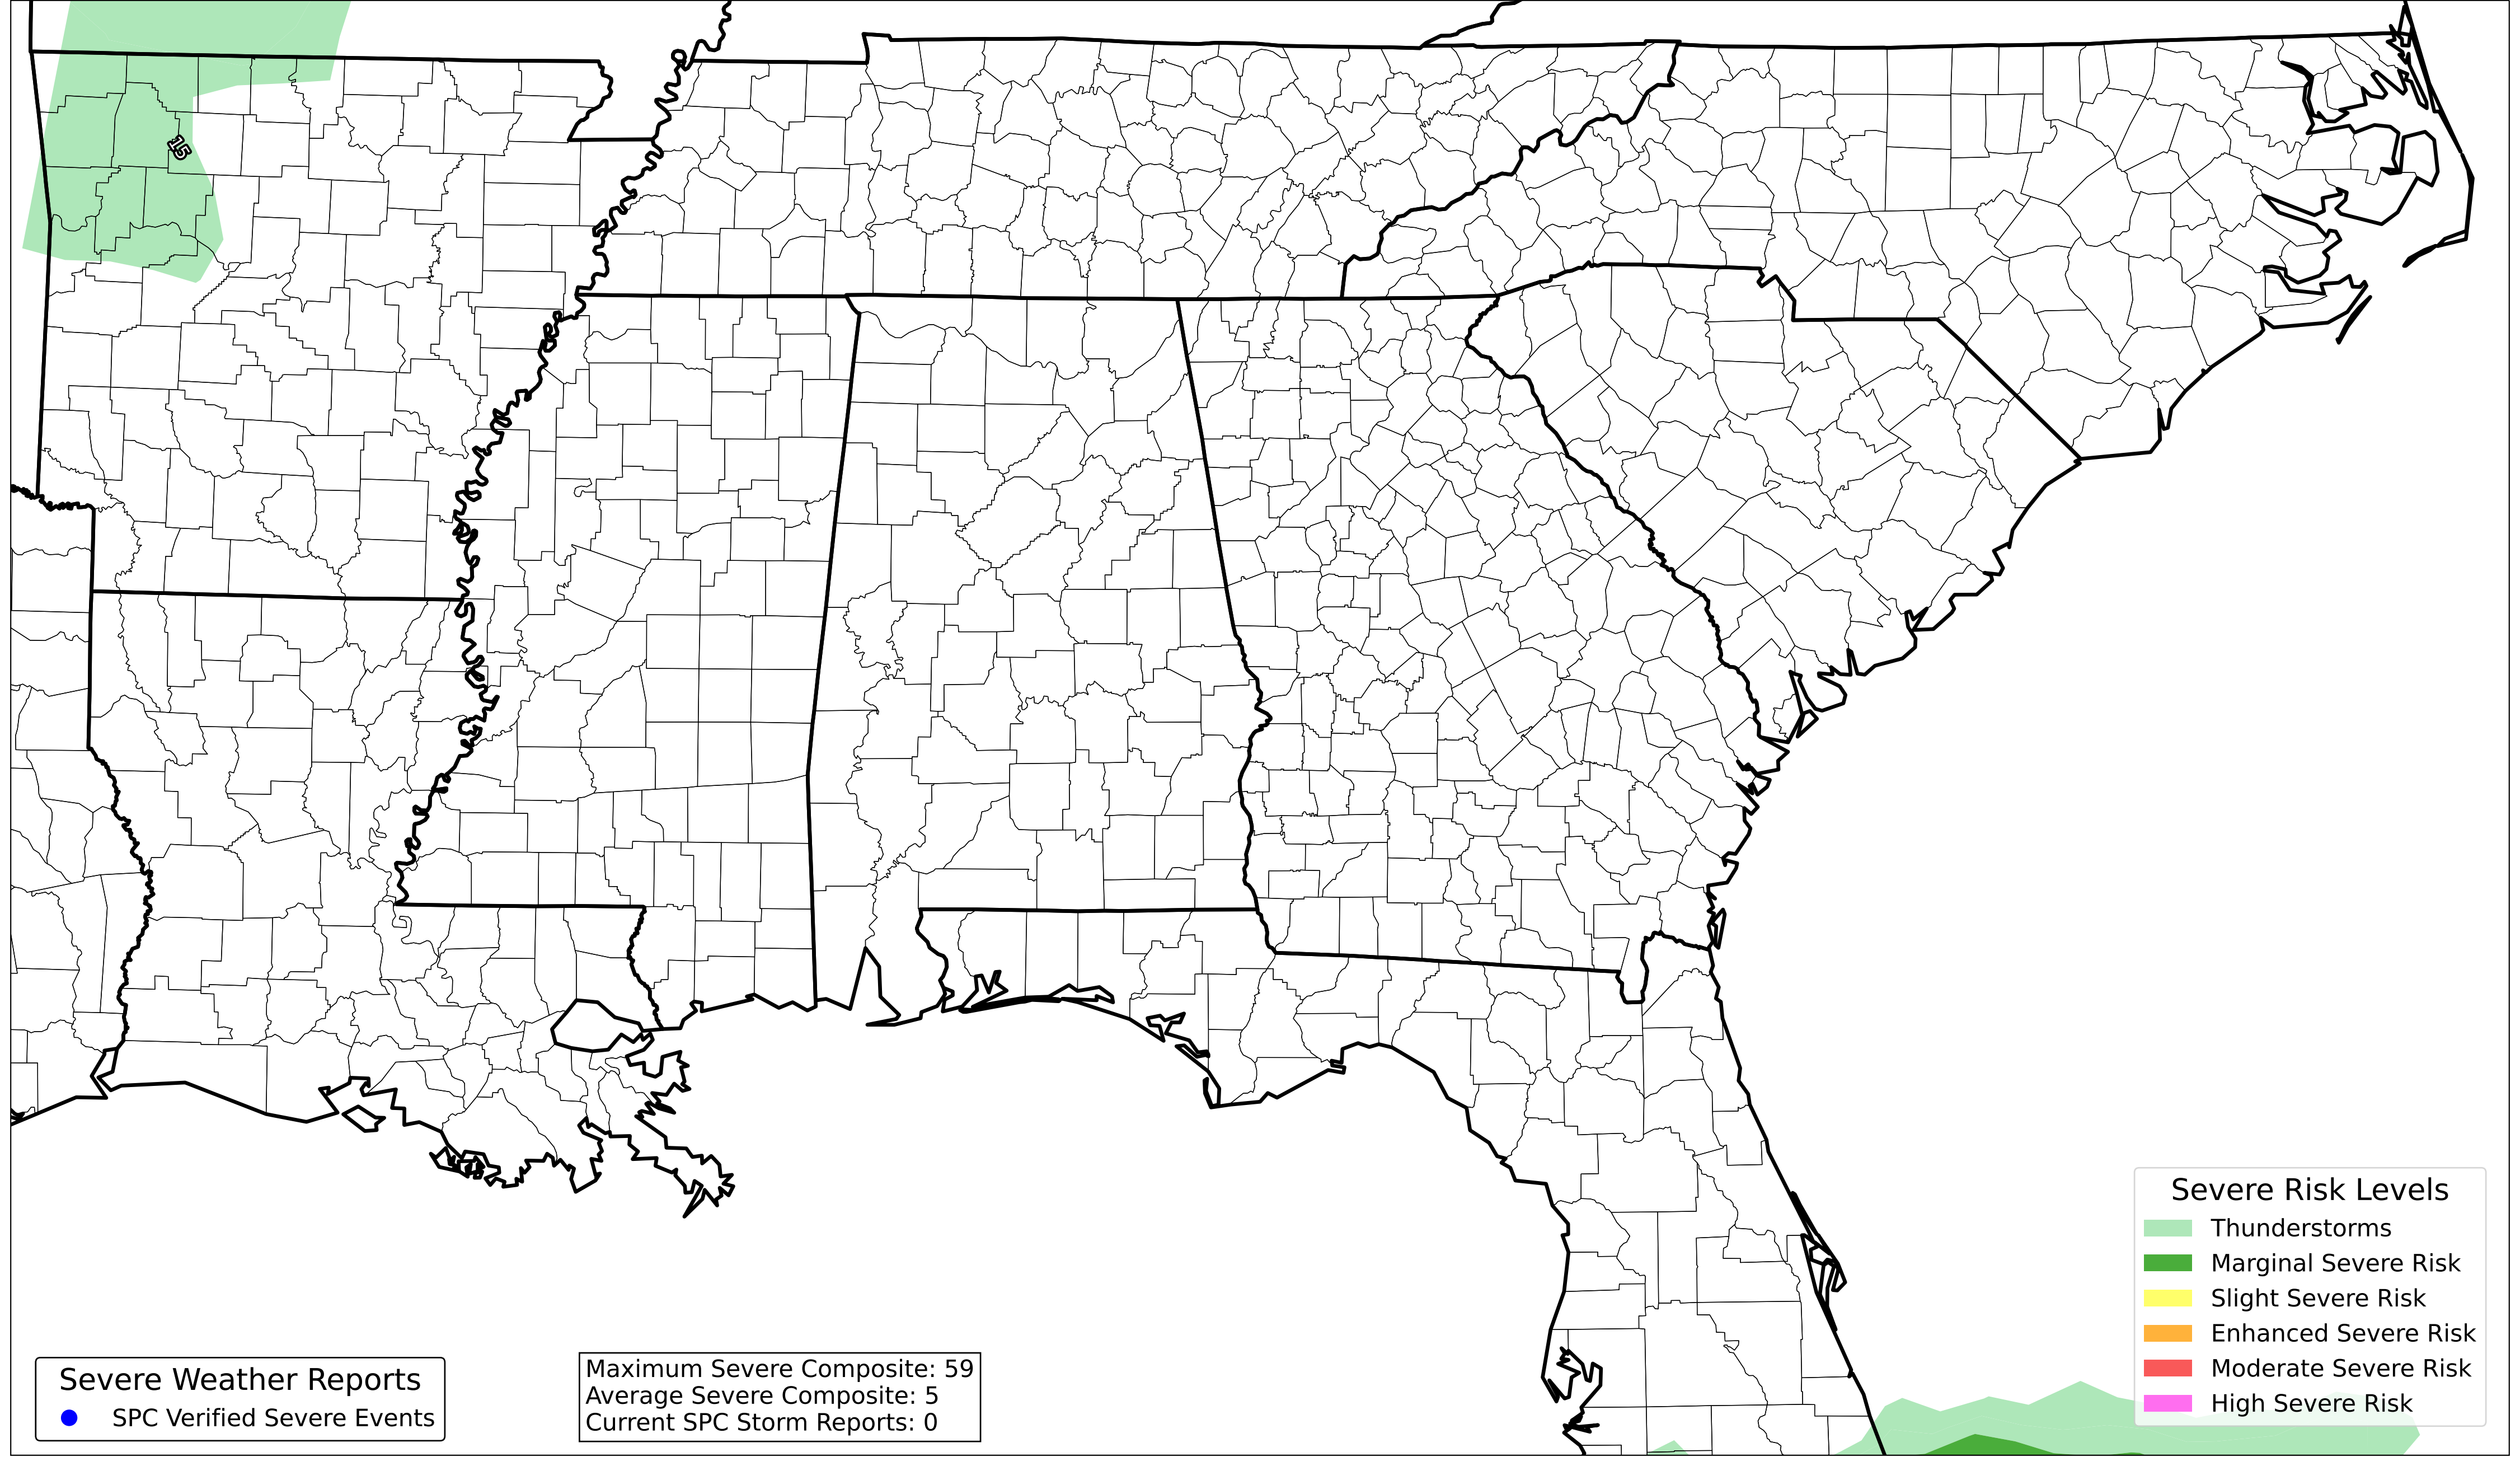 15
Severe Risk Levels
Thunderstorms
Marginal Severe Risk
Slight Severe Risk
Enhanced Severe Risk
Moderate Severe Risk
High Severe Risk
Severe Weather Reports
SPC Verified Severe Events
Maximum Severe Composite: 59
Average Severe Composite: 5
Current SPC Storm Reports: 0